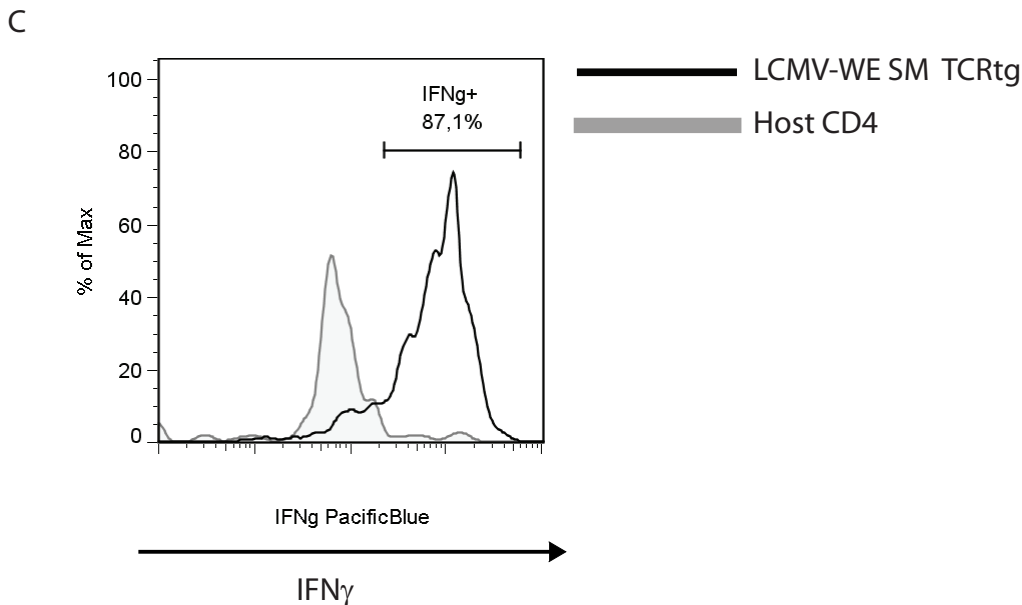 C
LCMV-WE SM TCRtg
Host CD4
IFNg+
87,1%
100
80
60
40
20
0
% of Max
IFNg PacificBlue
IFNγ